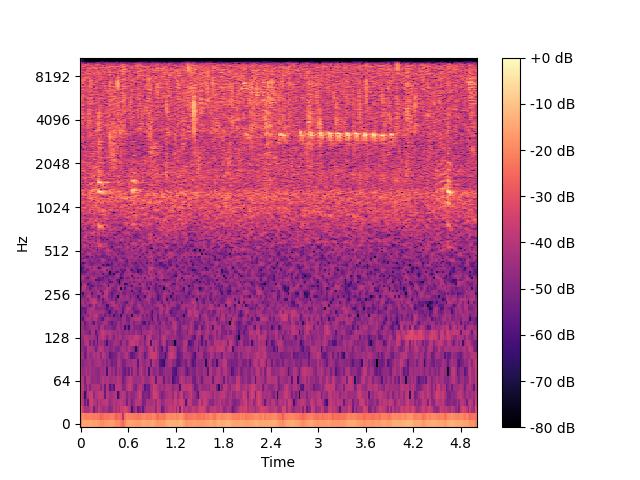 8192
4096
2048
1024
512
256
128
64
0
Hz
0 0.6 1.2 1.8 2.4 3 3.6 4.2 4.8
Time
+0 dB
-10 dB
-20 dB
-30 dB
-40 dB
-50 dB
-60 dB
-70 dB
-80 dB